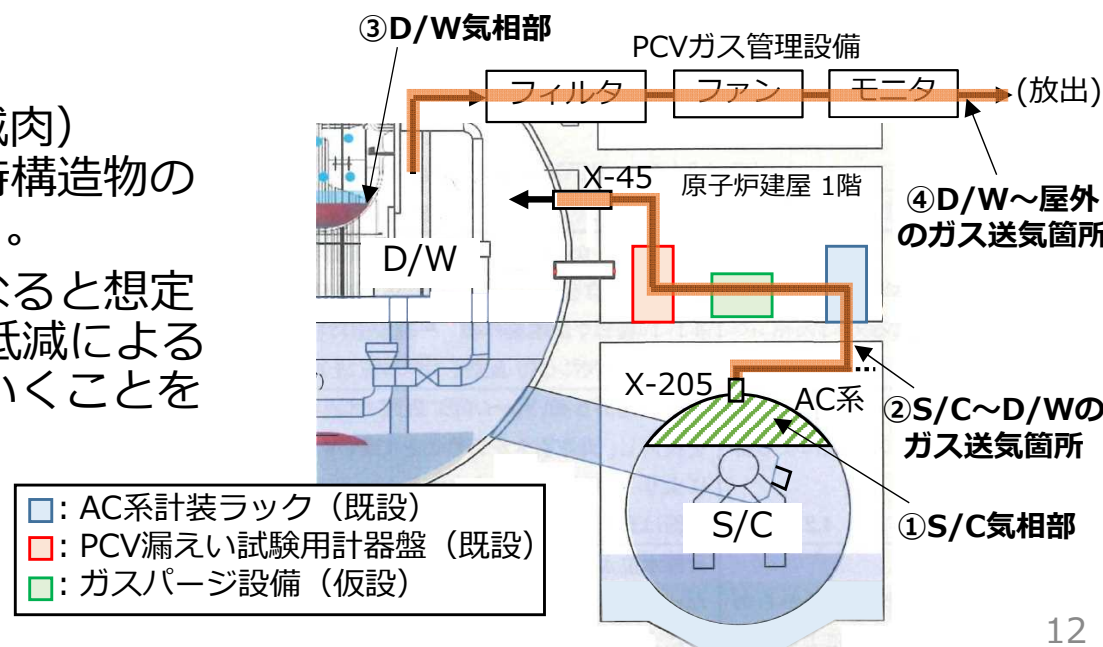 ③D/W気相部
PCVガス管理設備
フィルタ
ファン
モニタ
(放出)
肉）
構造物の
。
なると想定
低減による
いくことを
X-45
原子炉建屋 1階
④D/W～屋外
のガス送気箇所
D/W
X-205
AC系
②S/C～D/Wの
ガス送気箇所
S/C
①S/C気相部
: AC系計装ラック（既設）
: PCV漏えい試験用計器盤（既設）
: ガスパージ設備（仮設）
12